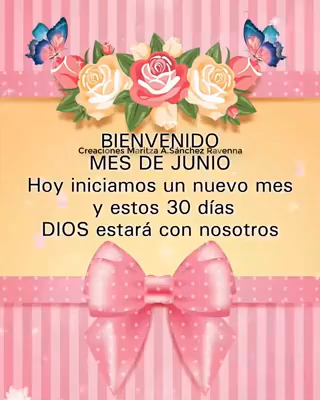 BIENVENIDO
Creaciones Maritza A.Sánchez Ravenna
MES DE JUNIO
Hoy iniciamos un nuevo mes
y estos 30 días
DIOS estará con nosotros